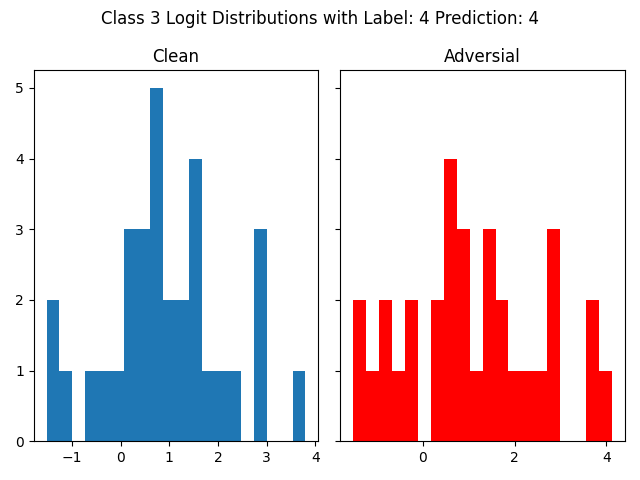 Class 3 Logit Distributions with Label: 4 Prediction: 4
Clean
Adversial
5
4
3
2
1
0
−1 0 1 2 3 4
0 2 4